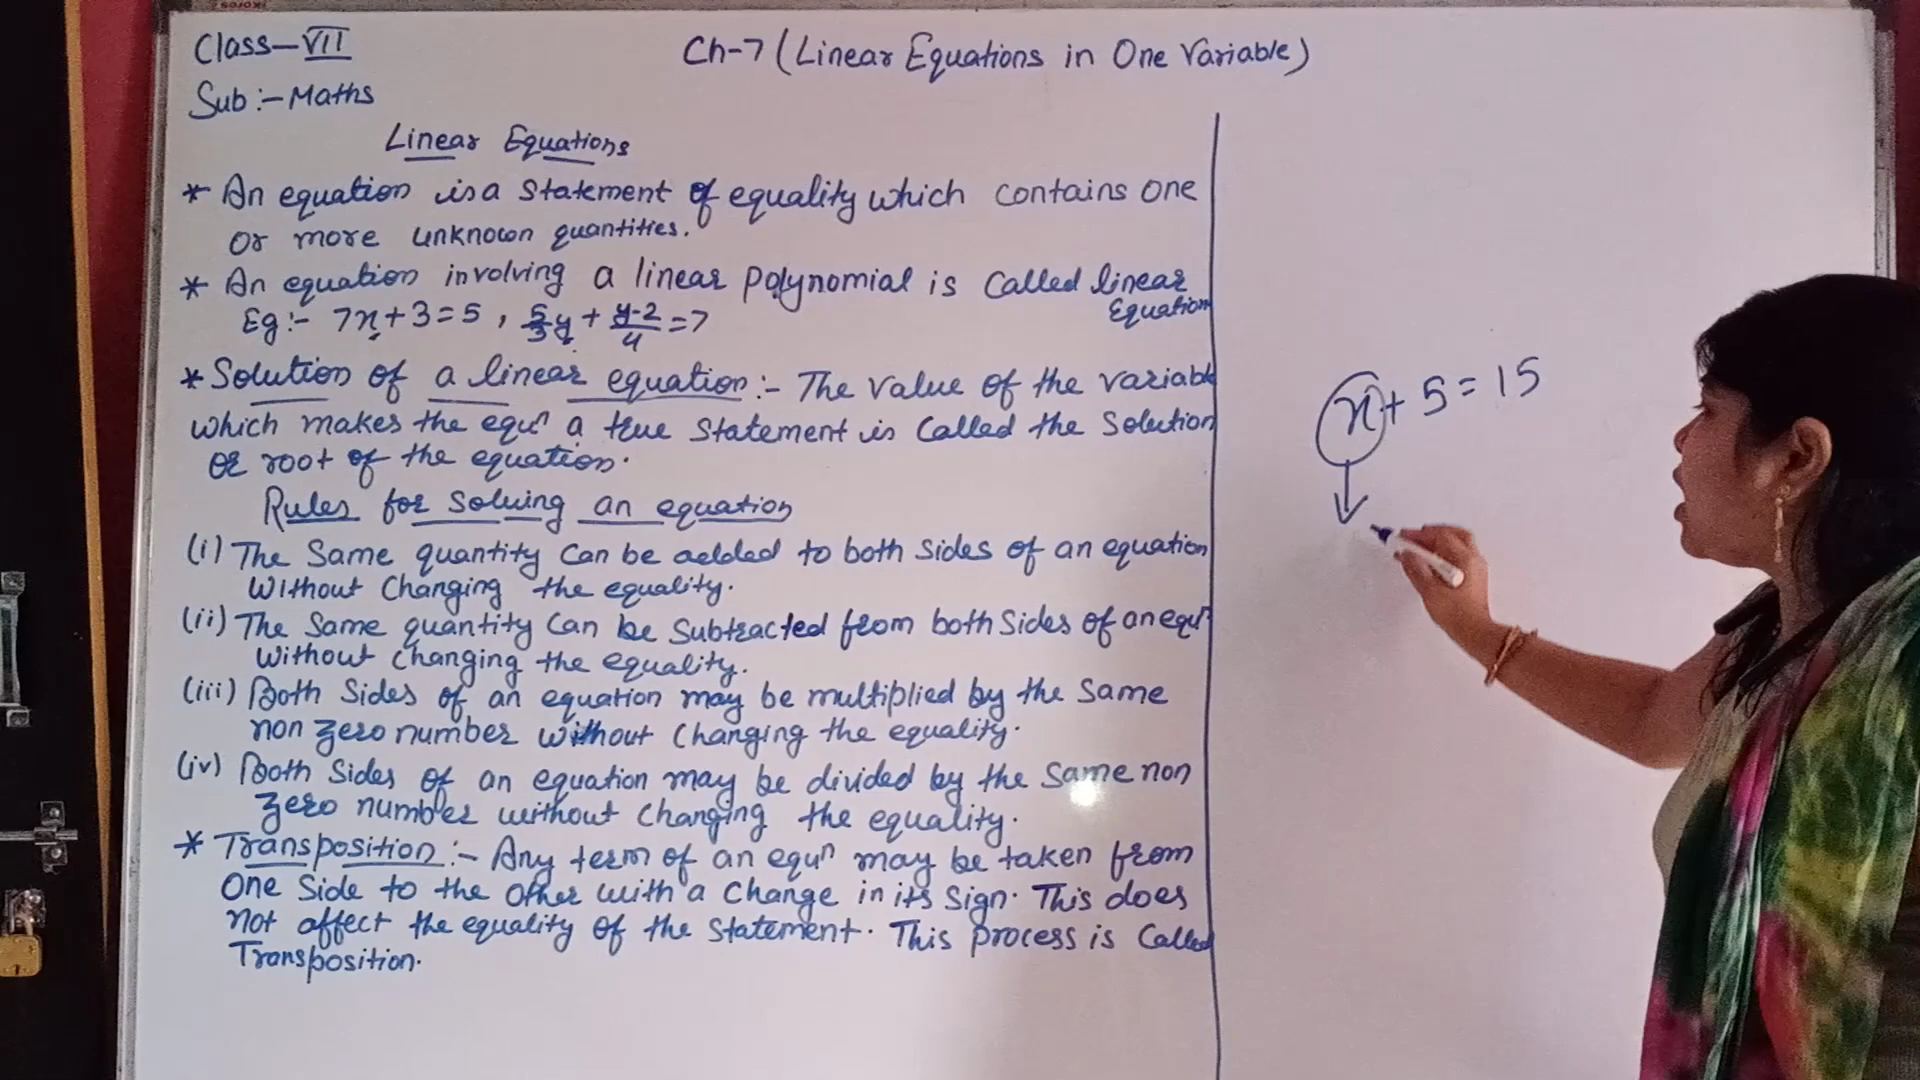 Class-VII
Sub:-Maths
Ch-7 (Linear Equations in One Variable)
Linear Equations
* An equation is a Statement of equality which contains one
or more unknown quantities.
* An equation involving a linear Polynomial is Called linear
Equation
Eg:- 7x+3=5, 5/3y + y-2/4 =7
* Solution of a linear equation:- The value of the variable
which makes the equⁿ a true Statement is Called the Solution
or root of the equation.
Rules for Solving an equation
(i) The Same quantity Can be added to both Sides of an equation
Without Changing the equality.
(ii) The Same quantity Can be Subtracted from both Sides of an equⁿ
Without Changing the equality.
(iii) Both Sides of an equation may be multiplied by the Same
non zero number without Changing the equality.
(iv) Both Sides of an equation may be divided by the Same non
zero number without Changing the equality.
* Transposition:- Any term of an equⁿ may be taken from
One Side to the Other with a Change in its Sign. This does
not affect the equality of the Statement. This Process is Called
Transposition.
x+5=15